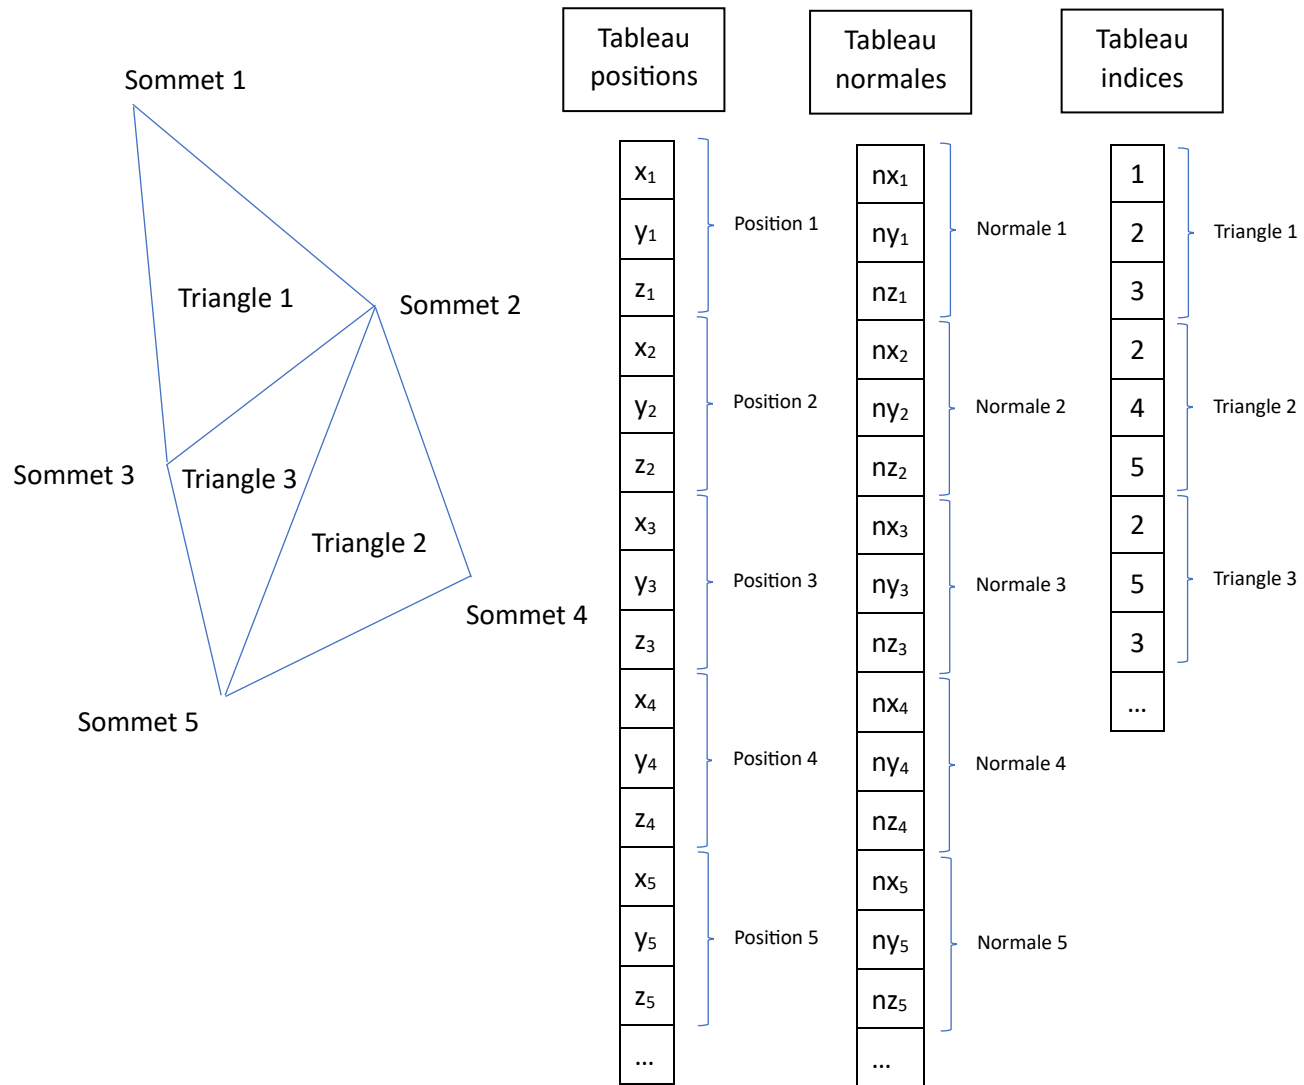 Sommet 1
Triangle 1
Sommet 2
Sommet 3
Triangle 3
Triangle 2
Sommet 4
Sommet 5
Tableau
positions
x₁
y₁
z₁
x₂
y₂
z₂
x₃
y₃
z₃
x₄
y₄
z₄
x₅
y₅
z₅
...
Position 1
Position 2
Position 3
Position 4
Position 5
Tableau
normales
nx₁
ny₁
nz₁
nx₂
ny₂
nz₂
nx₃
ny₃
nz₃
nx₄
ny₄
nz₄
nx₅
ny₅
nz₅
...
Normale 1
Normale 2
Normale 3
Normale 4
Normale 5
Tableau
indices
1
2
3
2
4
5
2
5
3
...
Triangle 1
Triangle 2
Triangle 3